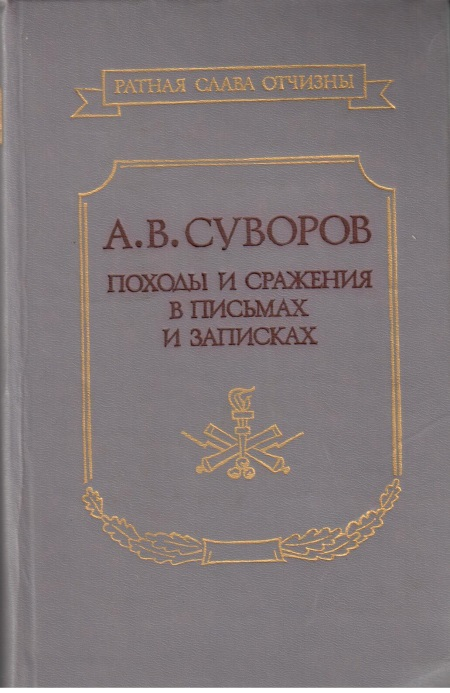 РАТНАЯ СЛАВА ОТЧИЗНЫ
А.В.СУВОРОВ
ПОХОДЫ И СРАЖЕНИЯ
В ПИСЬМАХ
И ЗАПИСКАХ